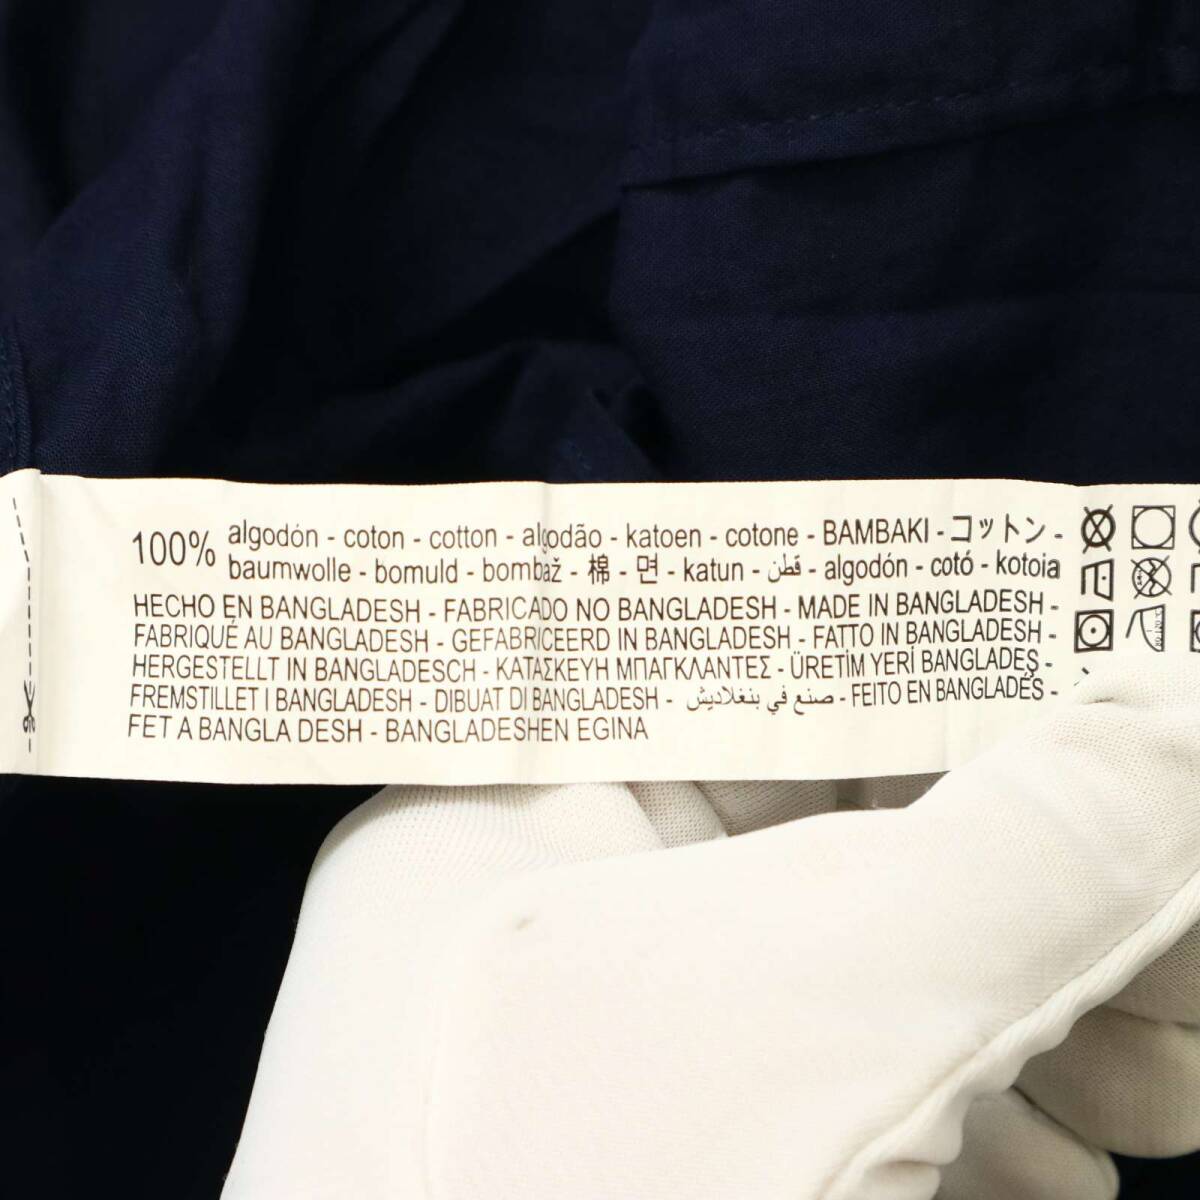 100% algodón - coton - cotton - algodão - katoen - cotone - BAMBAKI - コットン -
baumwolle - bomuld - bombaž - 棉 - 면 - katun - قطن - algodón - cotó - kotoia
HECHO EN BANGLADESH - FABRICADO NO BANGLADESH - MADE IN BANGLADESH -
FABRIQUÉ AU BANGLADESH - GEFABRICEERD IN BANGLADESH - FATTO IN BANGLADESH -
HERGESTELLT IN BANGLADESCH - ΚΑΤΑΣΚΕΥΗ ΜΠΑΓΚΛΑΝΤΕΣ - ÜRETİM YERİ BANGLADEŞ -
FREMSTILLET I BANGLADESH - DIBUAT DI BANGLADESH - صنع في بنغلاديش - FEITO EN BANGLADÉS -
FET A BANGLA DESH - BANGLADESHEN EGINA